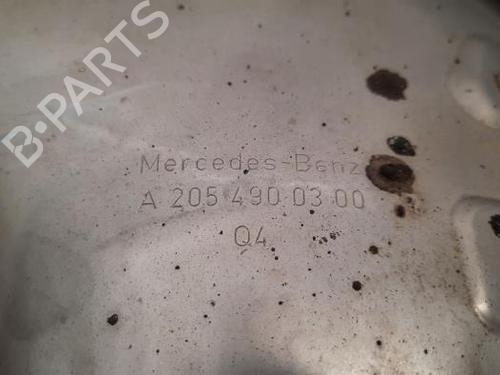 B-PARTS
Mercedes-Benz
A 205 490 03 00
Q4